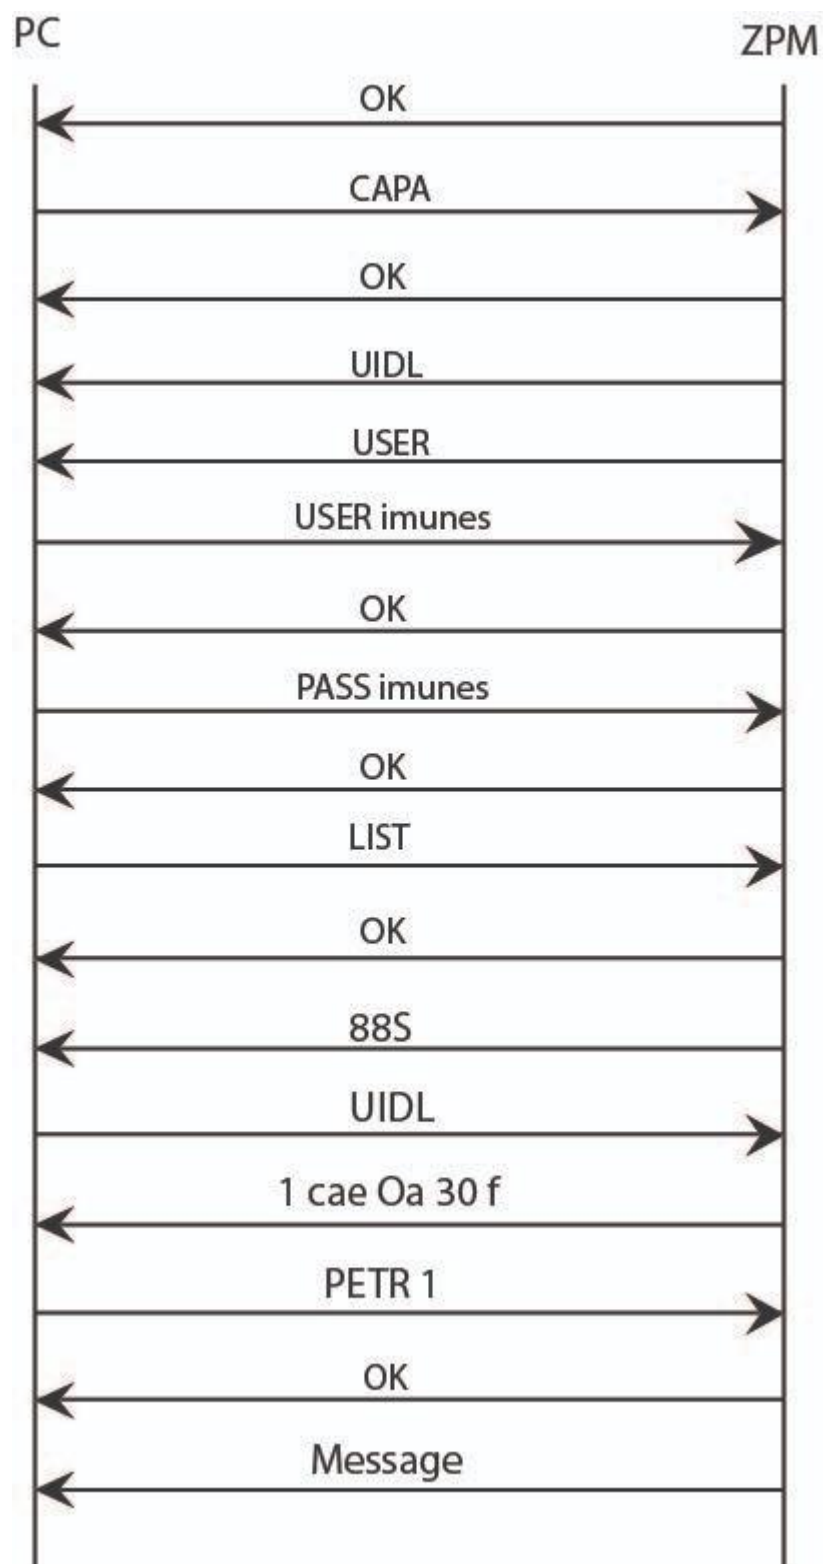 PC
ZPM
OK
CAPA
OK
UIDL
USER
USER imunes
OK
PASS imunes
OK
LIST
OK
88S
UIDL
1 cae Oa 30 f
PETR 1
OK
Message